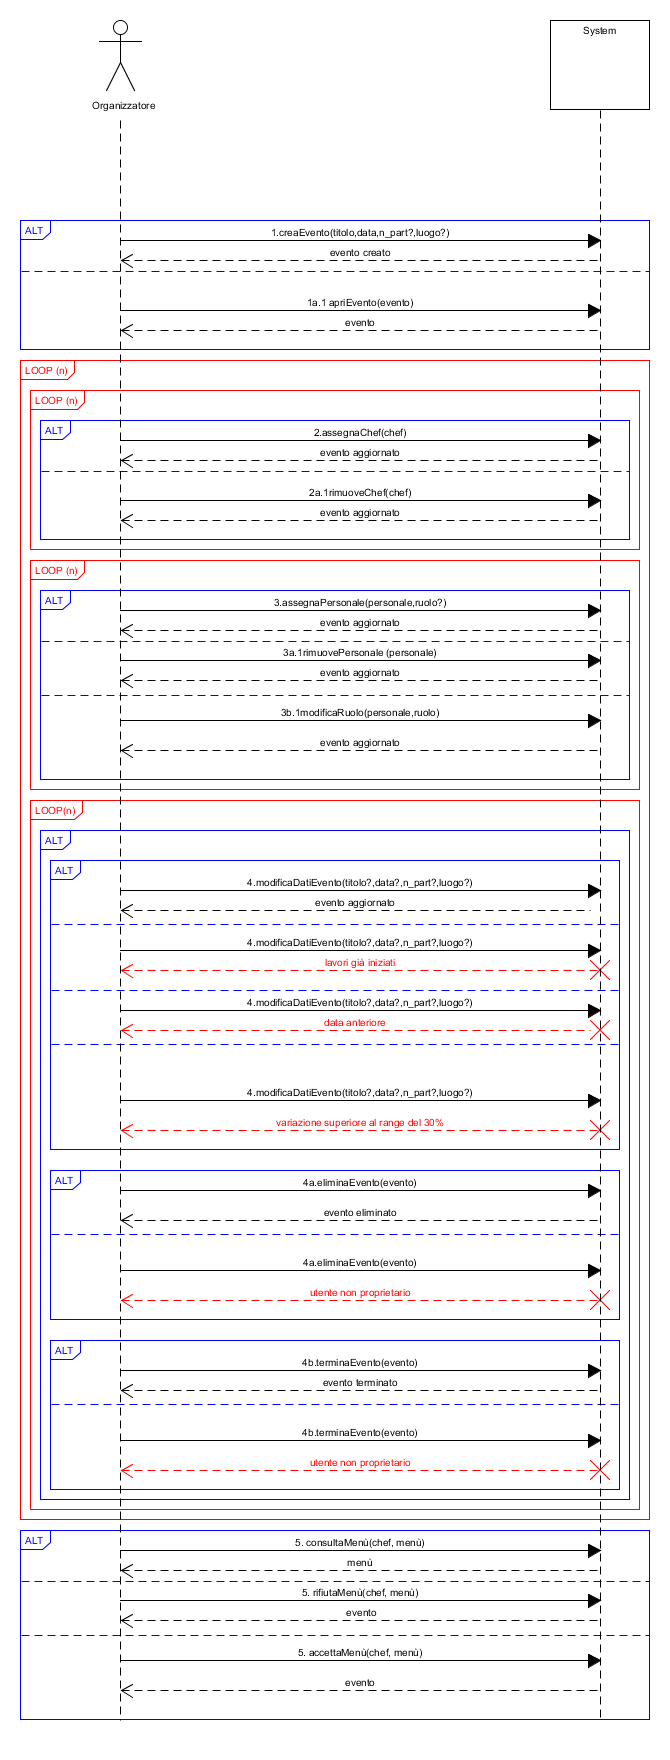 System
Organizzatore
ALT
1.creaEvento(titolo,data,n_part?,luogo?)
evento creato
1a.1 apriEvento(evento)
evento
LOOP (n)
LOOP (n)
ALT
2.assegnaChef(chef)
evento aggiornato
2a.1rimuoveChef(chef)
evento aggiornato
LOOP (n)
ALT
3.assegnaPersonale(personale,ruolo?)
evento aggiornato
3a.1rimuovePersonale (personale)
evento aggiornato
3b.1modificaRuolo(personale,ruolo)
evento aggiornato
LOOP(n)
ALT
ALT
4.modificaDatiEvento(titolo?,data?,n_part?,luogo?)
evento aggiornato
4.modificaDatiEvento(titolo?,data?,n_part?,luogo?)
lavori già iniziati
4.modificaDatiEvento(titolo?,data?,n_part?,luogo?)
data anteriore
4.modificaDatiEvento(titolo?,data?,n_part?,luogo?)
variazione superiore al range del 30%
ALT
4a.eliminaEvento(evento)
evento eliminato
4a.eliminaEvento(evento)
utente non proprietario
ALT
4b.terminaEvento(evento)
evento terminato
4b.terminaEvento(evento)
utente non proprietario
ALT
5. consultaMenù(chef, menù)
menù
5. rifiutaMenù(chef, menù)
evento
5. accettaMenù(chef, menù)
evento